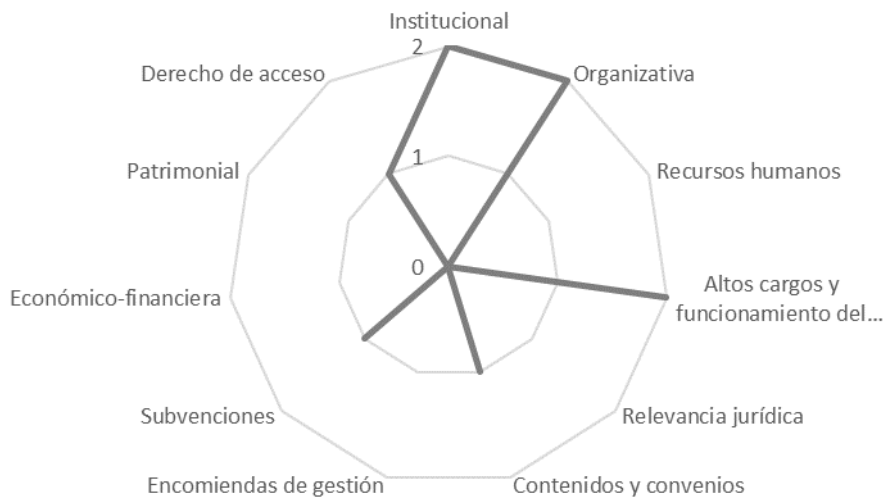 Institucional
2
Derecho de acceso
Organizativa
1
Patrimonial
Recursos humanos
0
Altos cargos y
funcionamiento del...
Económico-financiera
Subvenciones
Relevancia jurídica
Encomiendas de gestión
Contenidos y convenios